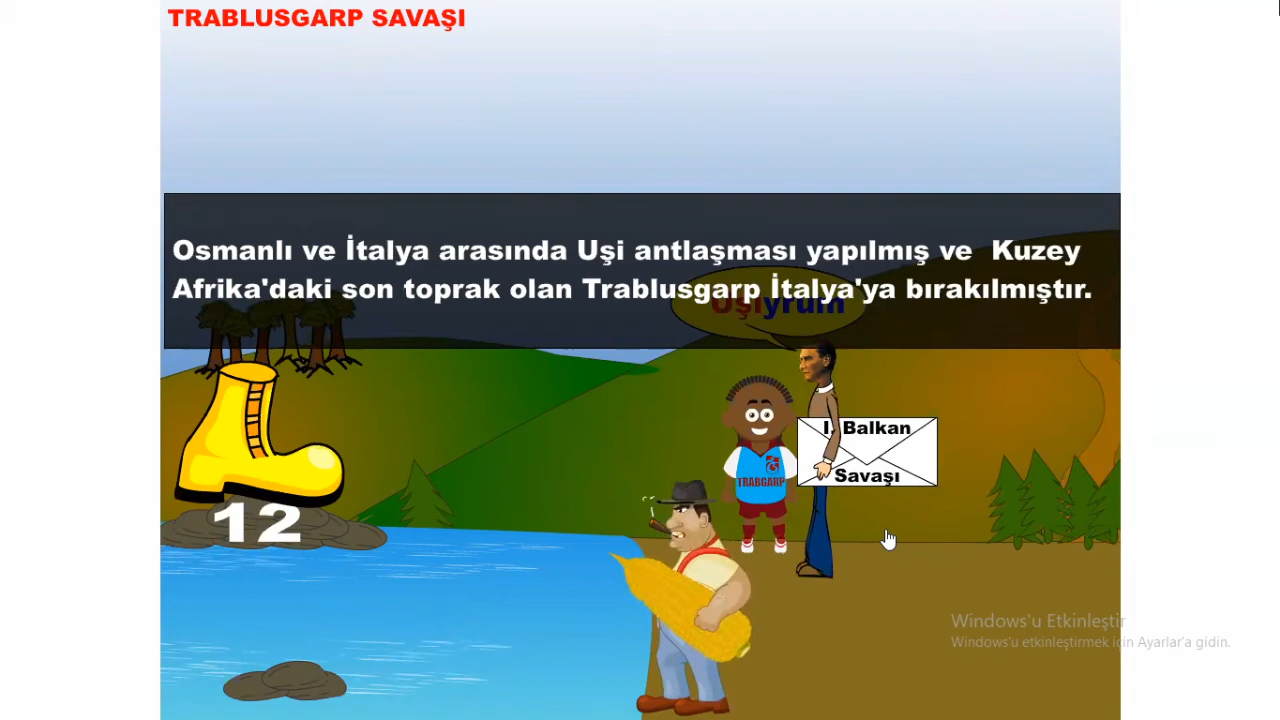 TRABLUSGARP SAVAŞI
Osmanlı ve İtalya arasında Uşi antlaşması yapılmış ve Kuzey
Afrika'daki son toprak olan Trablusgarp İtalya'ya bırakılmıştır.
Uşıyrum
I. Balkan
Savaşı
TRABGARP
12
Windows'u Etkinleştir
Windows'u etkinleştirmek için Ayarlar'a gidin.